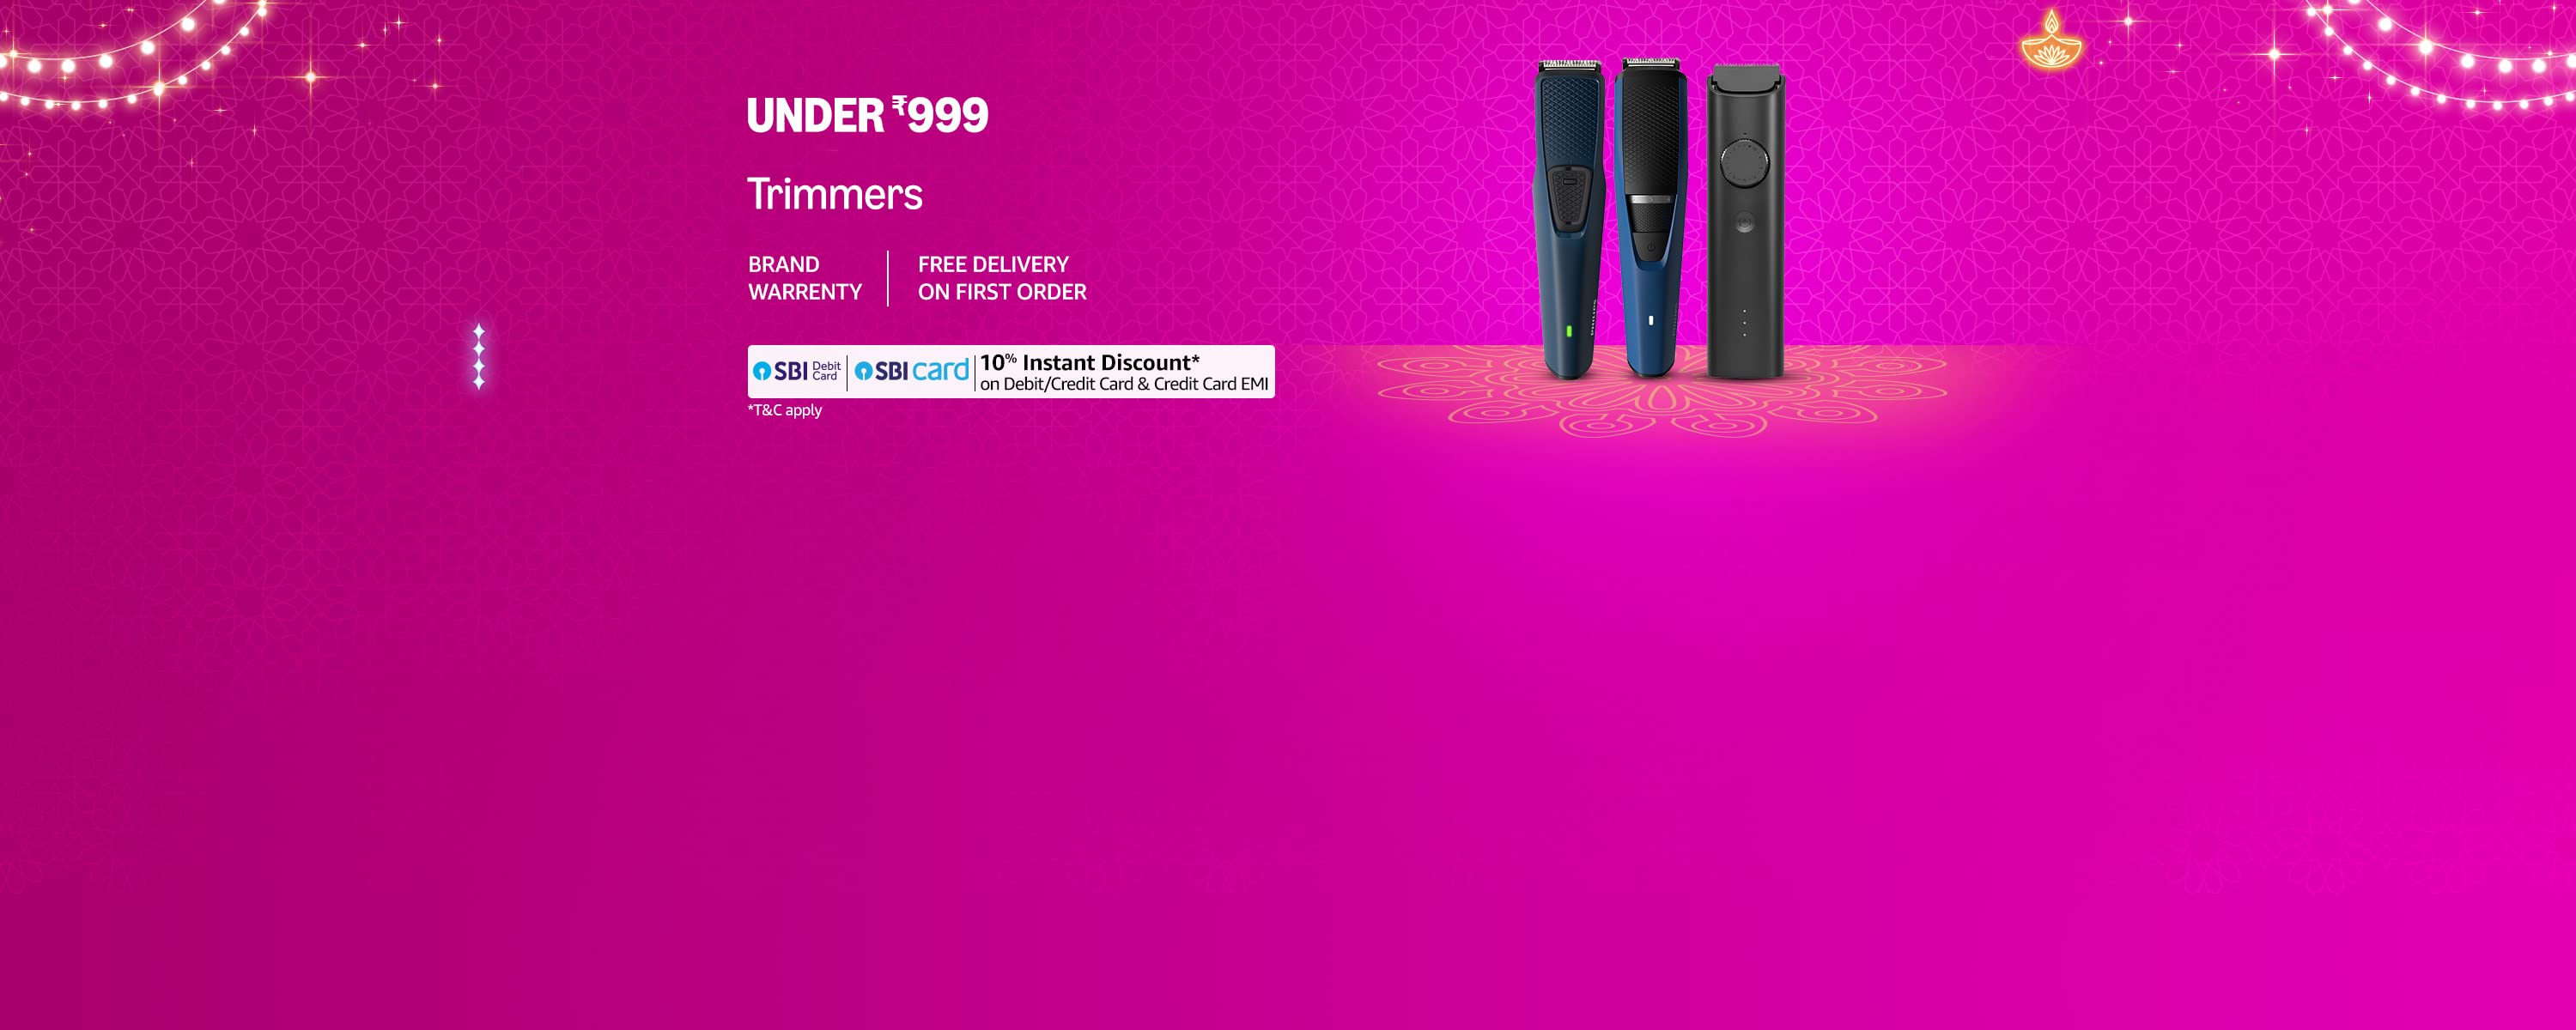 UNDER ₹999
Trimmers
BRAND
WARRENTY
FREE DELIVERY
ON FIRST ORDER
SBI Debit Card
SBI card
10% Instant Discount*
on Debit/Credit Card & Credit Card EMI
*T&C apply